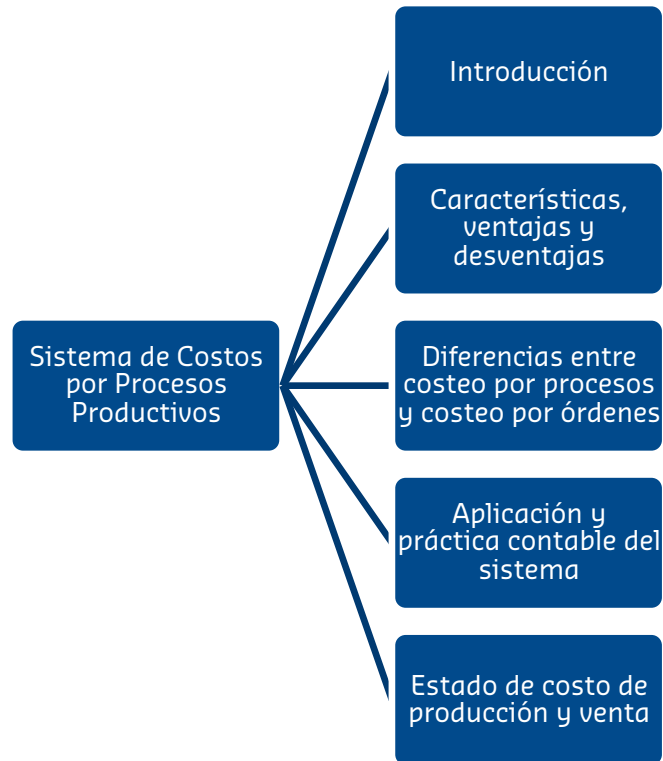 Introducción
Características,
ventajas y
desventajas
Sistema de Costos
por Procesos
Productivos
Diferencias entre
costeo por procesos
y costeo por órdenes
Aplicación y
práctica contable del
sistema
Estado de costo de
producción y venta